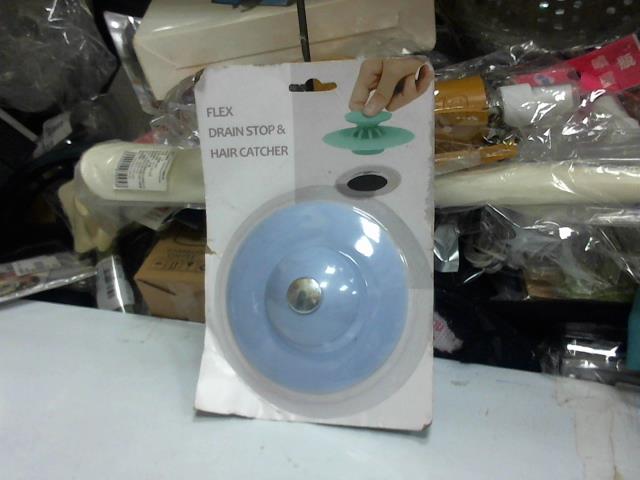 FLEX
DRAIN STOP &
HAIR CATCHER